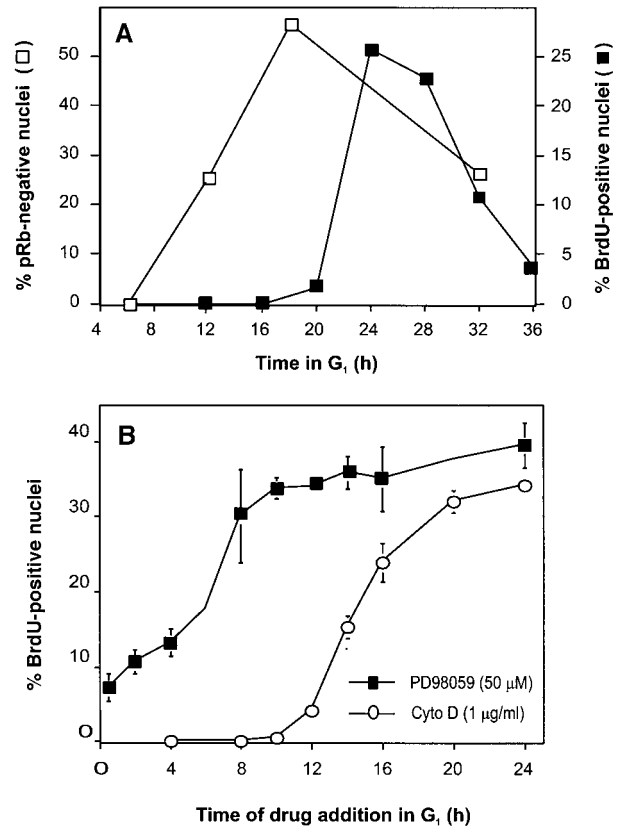 A
% pRb-negative nuclei (□)
50
40
30
20
10
0
% BrdU-positive nuclei (■)
25
20
15
10
5
0
4 8 12 16 20 24 28 32 36
Time in G₁ (h)
B
% BrdU-positive nuclei
40
30
20
10
O
PD98059 (50 μM)
Cyto D (1 μg/ml)
O 4 8 12 16 20 24
Time of drug addition in G₁ (h)